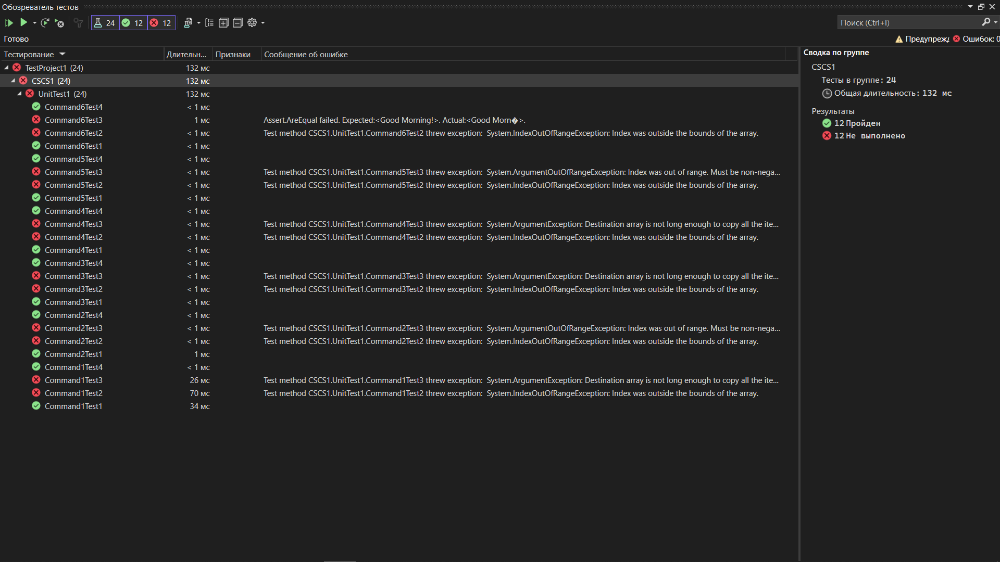 Обозреватель тестов
24 12 12
Поиск (Ctrl+I)
Готово
Предупреж Ошибок: 0
Тестирование Длительн... Признаки Сообщение об ошибке
TestProject1 (24) 132 мс
CSCS1 (24) 132 мс
UnitTest1 (24) 132 мс
Command6Test4 < 1 мс
Command6Test3 1 мс Assert.AreEqual failed. Expected:<Good Morning!>. Actual:<Good Morn�>.
Command6Test2 < 1 мс Test method CSCS1.UnitTest1.Command6Test2 threw exception: System.IndexOutOfRangeException: Index was outside the bounds of the array.
Command6Test1 < 1 мс
Command5Test4 < 1 мс
Command5Test3 < 1 мс Test method CSCS1.UnitTest1.Command5Test3 threw exception: System.ArgumentOutOfRangeException: Index was out of range. Must be non-nega...
Command5Test2 < 1 мс Test method CSCS1.UnitTest1.Command5Test2 threw exception: System.IndexOutOfRangeException: Index was outside the bounds of the array.
Command5Test1 < 1 мс
Command4Test4 < 1 мс
Command4Test3 < 1 мс Test method CSCS1.UnitTest1.Command4Test3 threw exception: System.ArgumentException: Destination array is not long enough to copy all the ite...
Command4Test2 < 1 мс Test method CSCS1.UnitTest1.Command4Test2 threw exception: System.IndexOutOfRangeException: Index was outside the bounds of the array.
Command4Test1 < 1 мс
Command3Test4 < 1 мс
Command3Test3 < 1 мс Test method CSCS1.UnitTest1.Command3Test3 threw exception: System.ArgumentException: Destination array is not long enough to copy all the ite...
Command3Test2 < 1 мс Test method CSCS1.UnitTest1.Command3Test2 threw exception: System.IndexOutOfRangeException: Index was outside the bounds of the array.
Command3Test1 < 1 мс
Command2Test4 < 1 мс
Command2Test3 < 1 мс Test method CSCS1.UnitTest1.Command2Test3 threw exception: System.ArgumentOutOfRangeException: Index was out of range. Must be non-nega...
Command2Test2 < 1 мс Test method CSCS1.UnitTest1.Command2Test2 threw exception: System.IndexOutOfRangeException: Index was outside the bounds of the array.
Command2Test1 1 мс
Command1Test4 < 1 мс
Command1Test3 26 мс Test method CSCS1.UnitTest1.Command1Test3 threw exception: System.ArgumentException: Destination array is not long enough to copy all the ite...
Command1Test2 70 мс Test method CSCS1.UnitTest1.Command1Test2 threw exception: System.IndexOutOfRangeException: Index was outside the bounds of the array.
Command1Test1 34 мс
Сводка по группе
CSCS1
Тесты в группе: 24
Общая длительность: 132 мс
Результаты
12 Пройден
12 Не выполнено